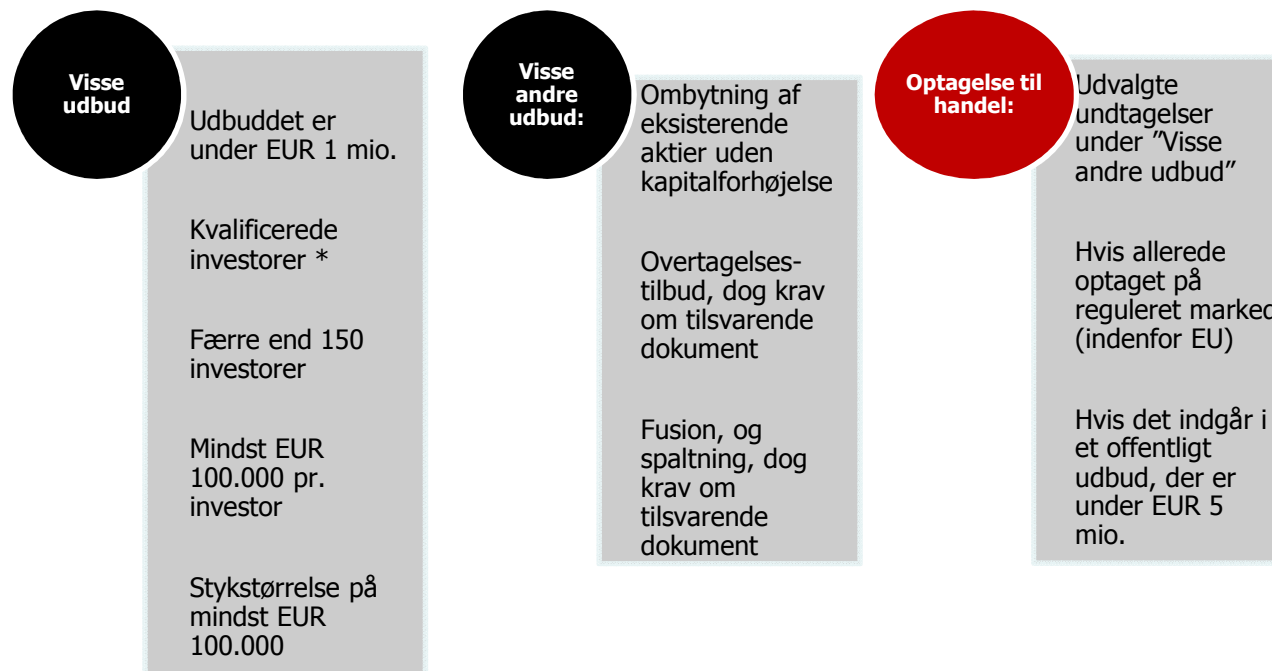 Visse
udbud
Udbuddet er
under EUR 1 mio.
Kvalificerede
investorer *
Færre end 150
investorer
Mindst EUR
100.000 pr.
investor
Stykstørrelse på
mindst EUR
100.000
Visse
andre
udbud:
Ombytning af
eksisterende
aktier uden
kapitalforhøjelse
Overtagelses-
tilbud, dog krav
om tilsvarende
dokument
Fusion, og
spaltning, dog
krav om
tilsvarende
dokument
Optagelse til
handel:
Udvalgte
undtagelser
under ”Visse
andre udbud”
Hvis allerede
optaget på
reguleret marked
(indenfor EU)
Hvis det indgår i
et offentligt
udbud, der er
under EUR 5
mio.